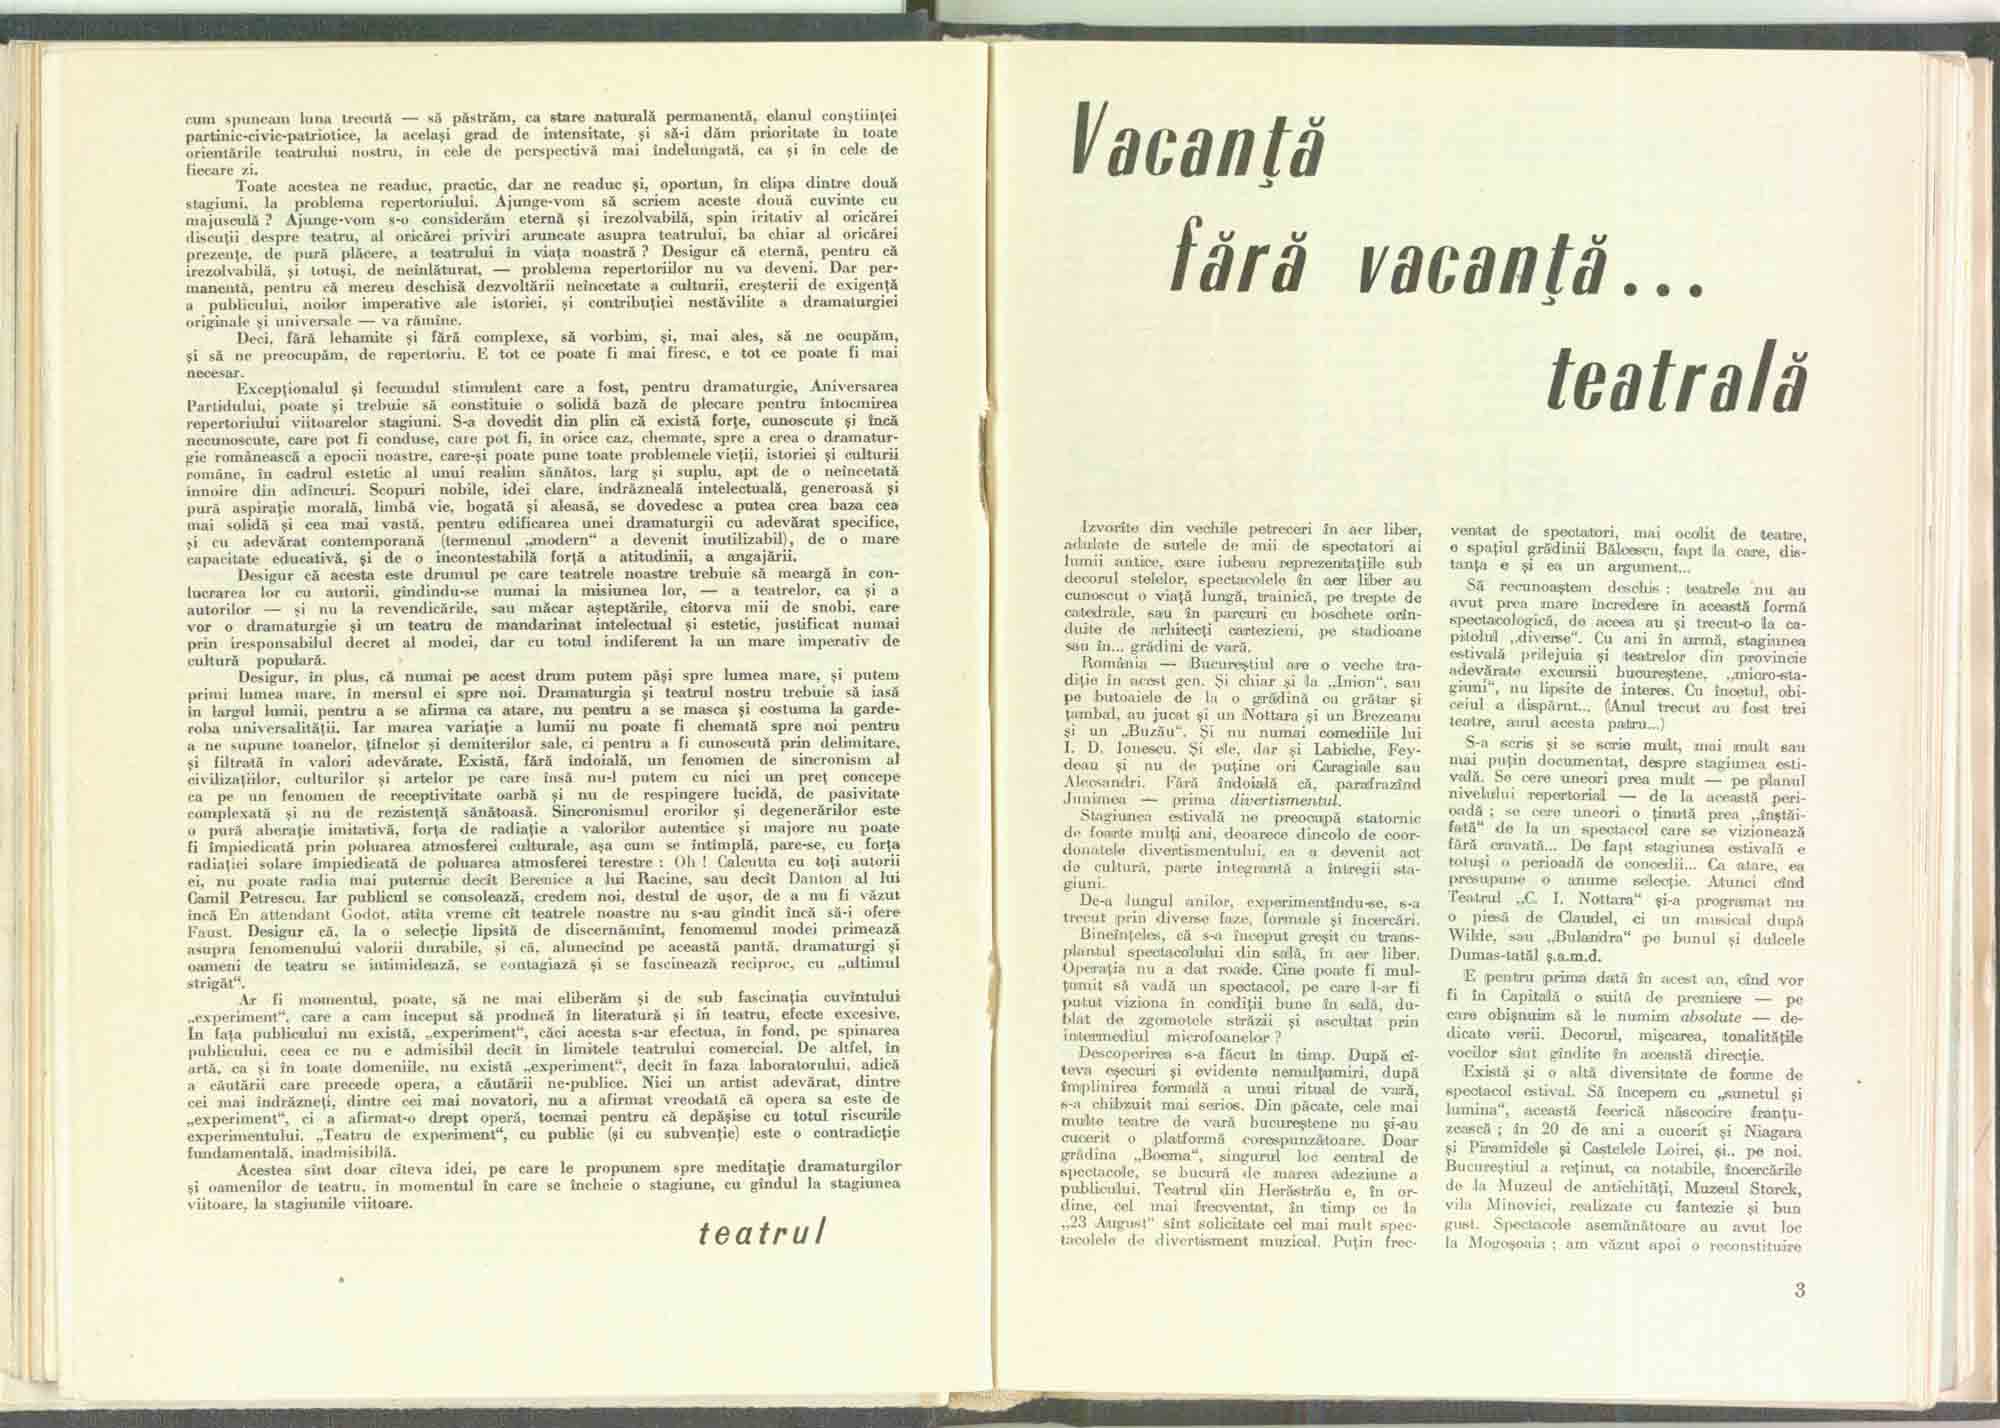 cum spuneam luna trecută — să păstrăm, ca stare naturală permanentă, elanul conștiinței
partinic-civic-patriotice, la același grad de intensitate, și să-i dăm prioritate în toate
orientările teatrului nostru, în cele de perspectivă mai îndelungată, ca și în cele de
fiecare zi.
Toate acestea ne readuc, practic, dar ne readuc și, oportun, în clipa dintre două
stagiuni, la problema repertoriului. Ajunge-vom să scriem aceste două cuvinte cu
majusculă ? Ajunge-vom s-o considerăm eternă și irezolvabilă, spin iritativ al oricărei
discuții despre teatru, al oricărei priviri aruncate asupra teatrului, ba chiar al oricărei
prezențe, de pură plăcere, a teatrului în viața noastră ? Desigur că eternă, pentru că
irezolvabilă, și totuși, de neînlăturat, — problema repertoriilor nu va deveni. Dar per-
manentă, pentru că mereu deschisă dezvoltării neîncetate a culturii, creșterii de exigență
a publicului, noilor imperative ale istoriei, și contribuției nestăvilite a dramaturgiei
originale și universale — va rămîne.
Deci, fără lehamite și fără complexe, să vorbim, și, mai ales, să ne ocupăm,
și să ne preocupăm, de repertoriu. E tot ce poate fi mai firesc, e tot ce poate fi mai
necesar.
Excepționalul și fecundul stimulent care a fost, pentru dramaturgie, Aniversarea
Partidului, poate și trebuie să constituie o solidă bază de plecare pentru întocmirea
repertoriului viitoarelor stagiuni. S-a dovedit din plin că există forțe, cunoscute și încă
necunoscute, care pot fi conduse, care pot fi, în orice caz, chemate, spre a crea o dramatur-
gie românească a epocii noastre, care-și poate pune toate problemele vieții, istoriei și culturii
române, în cadrul estetic al unui realim sănătos, larg și suplu, apt de o neîncetată
înnoire din adîncuri. Scopuri nobile, idei clare, îndrăzneală intelectuală, generoasă și
pură aspirație morală, limbă vie, bogată și aleasă, se dovedesc a putea crea baza cea
mai solidă și cea mai vastă, pentru edificarea unei dramaturgii cu adevărat specifice,
și cu adevărat contemporană (termenul „modern“ a devenit inutilizabil), de o mare
capacitate educativă, și de o incontestabilă forță a atitudinii, a angajării.
Desigur că acesta este drumul pe care teatrele noastre trebuie să meargă în con-
lucrarea lor cu autorii, gîndindu-se numai la misiunea lor, — a teatrelor, ca și a
autorilor — și nu la revendicările, sau măcar așteptările, cîtorva mii de snobi, care
vor o dramaturgie și un teatru de mandarinat intelectual și estetic, justificat numai
prin iresponsabilul decret al modei, dar cu totul indiferent la un mare imperativ de
cultură populară.
Desigur, în plus, că numai pe acest drum putem păși spre lumea mare, și putem
primi lumea mare, în mersul ei spre noi. Dramaturgia și teatrul nostru trebuie să iasă
în largul lumii, pentru a se afirma ca atare, nu pentru a se masca și costuma la garde-
roba universalității. Iar marea variație a lumii nu poate fi chemată spre noi pentru
a ne supune toanelor, țîfnelor și demiterilor sale, ci pentru a fi cunoscută prin delimitare,
și filtrată în valori adevărate. Există, fără îndoială, un fenomen de sincronism al
civilizațiilor, culturilor și artelor pe care însă nu-l putem cu nici un preț concepe
ca pe un fenomen de receptivitate oarbă și nu de respingere lucidă, de pasivitate
complexată și nu de rezistență sănătoasă. Sincronismul erorilor și degenerărilor este
o pură aberație imitativă, forța de radiație a valorilor autentice și majore nu poate
fi împiedicată prin poluarea atmosferei culturale, așa cum se întîmplă, pare-se, cu forța
radiației solare împiedicată de poluarea atmosferei terestre : Oh ! Calcutta cu toți autorii
ei, nu poate radia mai puternic decît Berenice a lui Racine, sau decît Danton al lui
Camil Petrescu. Iar publicul se consolează, credem noi, destul de ușor, de a nu fi văzut
încă En attendant Godot, atîta vreme cît teatrele noastre nu s-au gîndit încă să-i ofere
Faust. Desigur că, la o selecție lipsită de discernămînt, fenomenul modei primează
asupra fenomenului valorii durabile, și că, alunecînd pe această pantă, dramaturgi și
oameni de teatru se intimidează, se contagiază și se fascinează reciproc, cu „ultimul
strigăt“.
Ar fi momentul, poate, să ne mai eliberăm și de sub fascinația cuvîntului
„experiment“, care a cam început să producă în literatură și în teatru, efecte excesive.
In fața publicului nu există, „experiment“, căci acesta s-ar efectua, în fond, pe spinarea
publicului, ceea ce nu e admisibil decît în limitele teatrului comercial. De altfel, în
artă, ca și în toate domeniile, nu există „experiment“, decît în faza laboratorului, adică
a căutării care precede opera, a căutării ne-publice. Nici un artist adevărat, dintre
cei mai îndrăzneți, dintre cei mai novatori, nu a afirmat vreodată că opera sa este de
„experiment“, ci a afirmat-o drept operă, tocmai pentru că depășise cu totul riscurile
experimentului. „Teatru de experiment“, cu public (și cu subvenție) este o contradicție
fundamentală, inadmisibilă.
Acestea sînt doar cîteva idei, pe care le propunem spre meditație dramaturgilor
și oamenilor de teatru, în momentul în care se încheie o stagiune, cu gîndul la stagiunea
viitoare, la stagiunile viitoare.
teatrul
Vacanță
fără vacanță...
teatrală
Izvorîte din vechile petreceri în aer liber,
adulate de sutele de mii de spectatori ai
lumii antice, care iubeau reprezentațiile sub
decorul stelelor, spectacolele în aer liber au
cunoscut o viață lungă, trainică, pe trepte de
catedrale, sau în parcuri cu boschete orîn-
duite de arhitecți cartezieni, pe stadioane
sau în... grădini de vară.
România — Bucureștiul are o veche tra-
diție în acest gen. Și chiar și la „Inion“, sau
pe butoaiele de la o grădină cu grătar și
țambal, au jucat și un Nottara și un Brezeanu
și un „Buzău“. Și nu numai comediile lui
I. D. Ionescu. Și ele, dar și Labiche, Fey-
deau și nu de puține ori Caragiale sau
Alecsandri. Fără îndoială că, parafrazînd
Junimea — prima divertismentul.
Stagiunea estivală ne preocupă statornic
de foarte mulți ani, deoarece dincolo de coor-
donatele divertismentului, ea a devenit act
de cultură, parte integrantă a întregii sta-
giuni.
De-a lungul anilor, experimentîndu-se, s-a
trecut prin diverse faze, formule și încercări.
Bineînțeles, că s-a început greșit cu trans-
plantul spectacolului din sală, în aer liber.
Operația nu a dat roade. Cine poate fi mul-
țumit să vadă un spectacol, pe care l-ar fi
putut viziona în condiții bune în sală, du-
blat de zgomotele străzii și ascultat prin
intermediul microfoanelor ?
Descoperirea s-a făcut în timp. După cî-
teva eșecuri și evidente nemulțumiri, după
împlinirea formală a unui ritual de vară,
s-a chibzuit mai serios. Din păcate, cele mai
multe teatre de vară bucureștene nu și-au
cucerit o platformă corespunzătoare. Doar
grădina „Boema“, singurul loc central de
spectacole, se bucură de marea adeziune a
publicului. Teatrul din Herăstrău e, în or-
dine, cel mai frecventat, în timp ce la
„23 August“ sînt solicitate cel mai mult spec-
tacolele de divertisment muzical. Puțin frec-
ventat de spectatori, mai ocolit de teatre,
e spațiul grădinii Bălcescu, fapt la care, dis-
tanța e și ea un argument...
Să recunoaștem deschis : teatrele nu au
avut prea mare încredere în această formă
spectacologică, de aceea au și trecut-o la ca-
pitolul „diverse“. Cu ani în urmă, stagiunea
estivală prilejuia și teatrelor din provincie
adevărate excursii bucureștene, „micro-sta-
giuni“, nu lipsite de interes. Cu încetul, obi-
ceiul a dispărut... (Anul trecut au fost trei
teatre, anul acesta patru...)
S-a scris și se scrie mult, mai mult sau
mai puțin documentat, despre stagiunea esti-
vală. Se cere uneori prea mult — pe planul
nivelului repertorial — de la această peri-
oadă ; se cere uneori o ținută prea „înștăi-
fată“ de la un spectacol care se vizionează
fără cravată... De fapt stagiunea estivală e
totuși o perioadă de concedii... Ca atare, ea
presupune o anume selecție. Atunci cînd
Teatrul „C. I. Nottara“ și-a programat nu
o piesă de Claudel, ci un musical după
Wilde, sau „Bulandra“ pe bunul și dulcele
Dumas-tatăl ș.a.m.d.
E pentru prima dată în acest an, cînd vor
fi în Capitală o suită de premiere — pe
care obișnuim să le numim absolute — de-
dicate verii. Decorul, mișcarea, tonalitățile
vocilor sînt gîndite în această direcție.
Există și o altă diversitate de forme de
spectacol estival. Să începem cu „sunetul și
lumina“, această feerică născocire franțu-
zească ; în 20 de ani a cucerit și Niagara
și Piramidele și Castelele Loirei, și.. pe noi.
Bucureștiul a reținut, ca notabile, încercările
de la Muzeul de antichități, Muzeul Storck,
vila Minovici, realizate cu fantezie și bun
gust. Spectacole asemănătoare au avut loc
la Mogoșoaia ; am văzut apoi o reconstituire
3